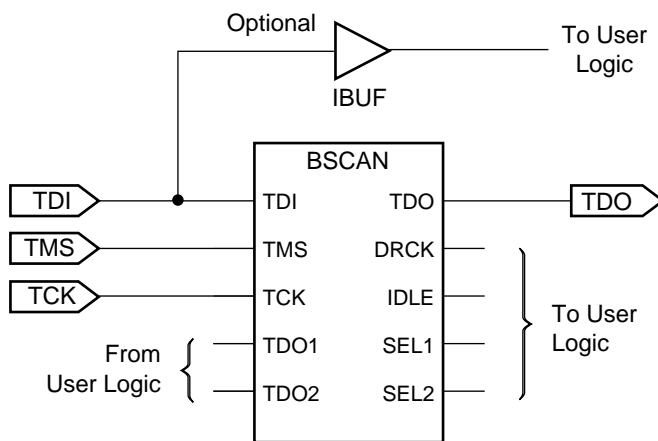 Optional
To User
Logic
IBUF
BSCAN
TDI
TDI
TDO
TDO
TMS
TMS
DRCK
TCK
TCK
IDLE
To User
Logic
From
User Logic
TDO1
SEL1
TDO2
SEL2